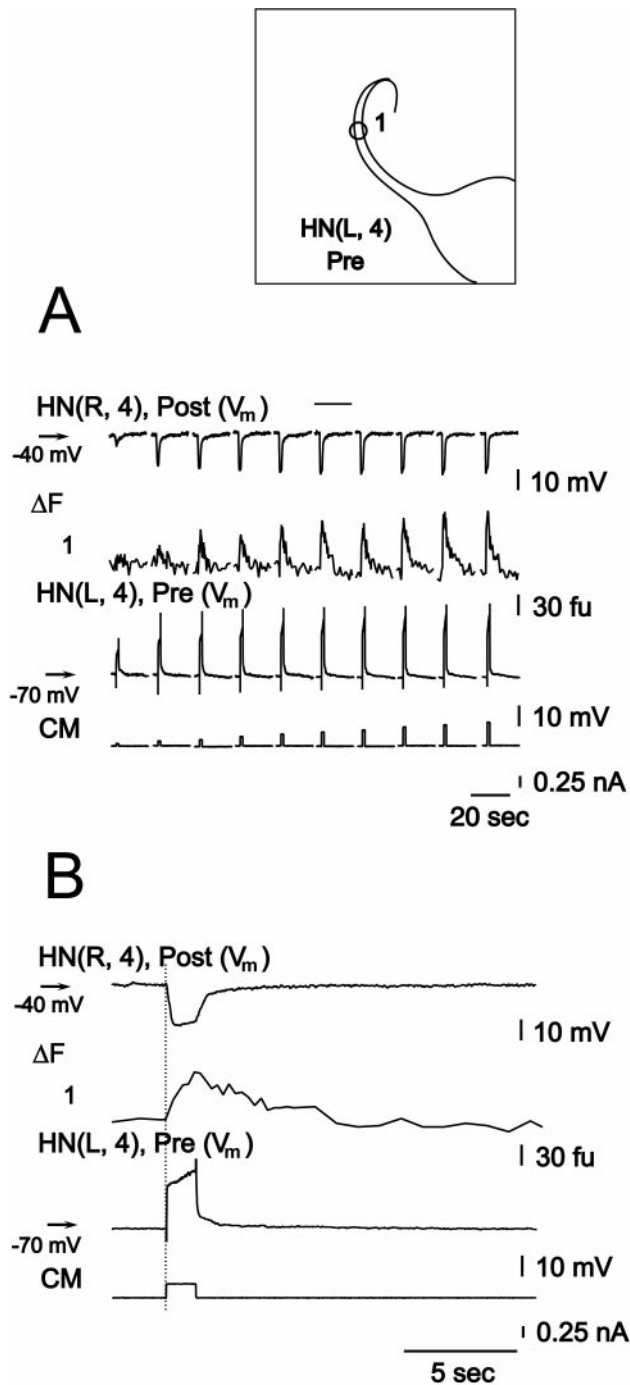 1
HN(L, 4)
Pre
A
HN(R, 4), Post (Vm)
-40 mV
10 mV
ΔF
1
30 fu
HN(L, 4), Pre (Vm)
-70 mV
10 mV
CM
0.25 nA
20 sec
B
HN(R, 4), Post (Vm)
-40 mV
10 mV
ΔF
1
30 fu
HN(L, 4), Pre (Vm)
-70 mV
10 mV
CM
0.25 nA
5 sec